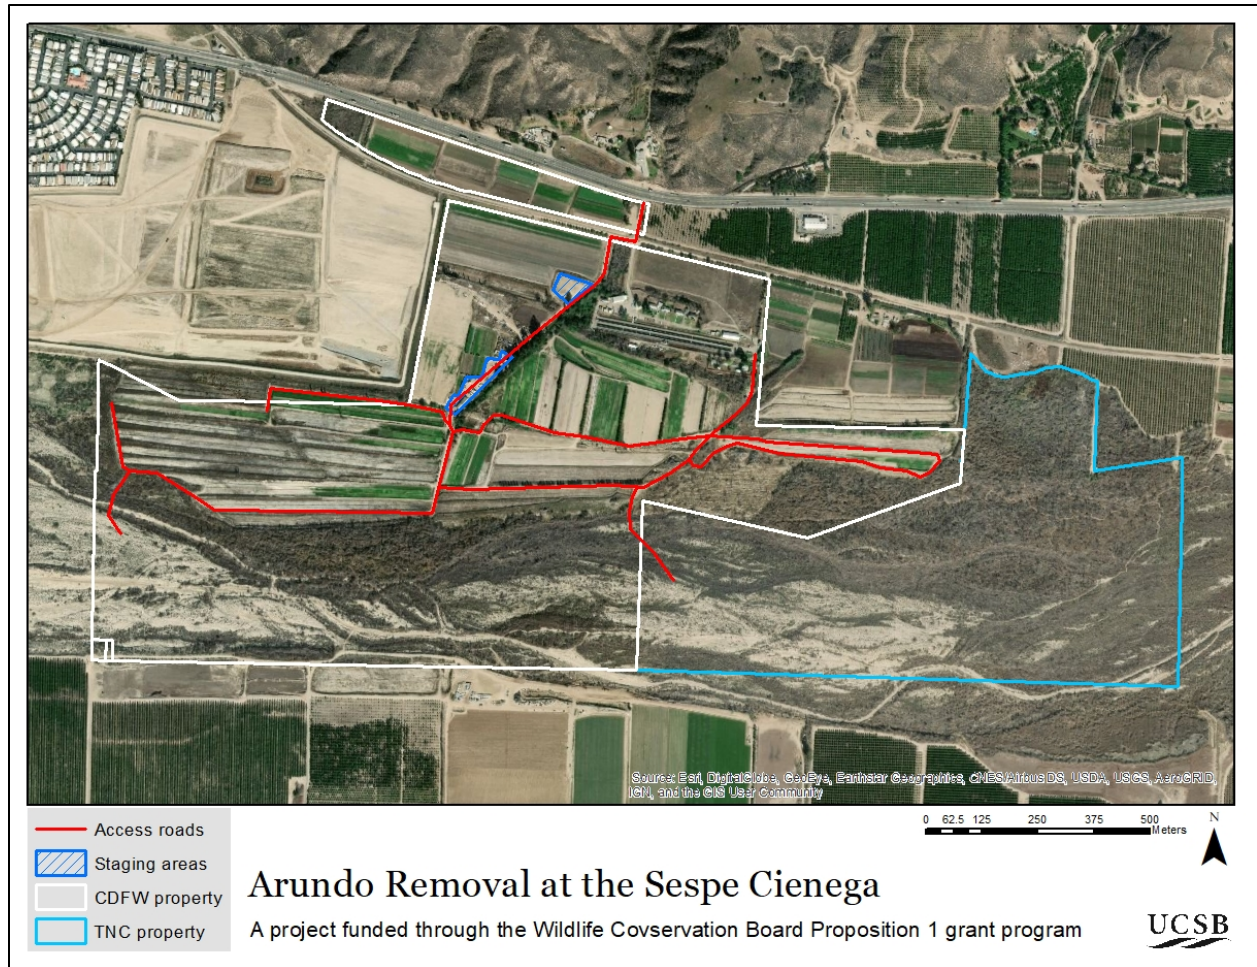 Source: Esri, DigitalGlobe, GeoEye, Earthstar Geographics, CNES/Airbus DS, USDA, USGS, AeroGRID,
IGN, and the GIS User Community
Access roads
Staging areas
CDFW property
TNC property
0 62.5 125 250 375 500
Meters
N
Arundo Removal at the Sespe Cienega
A project funded through the Wildlife Covservation Board Proposition 1 grant program
UCSB